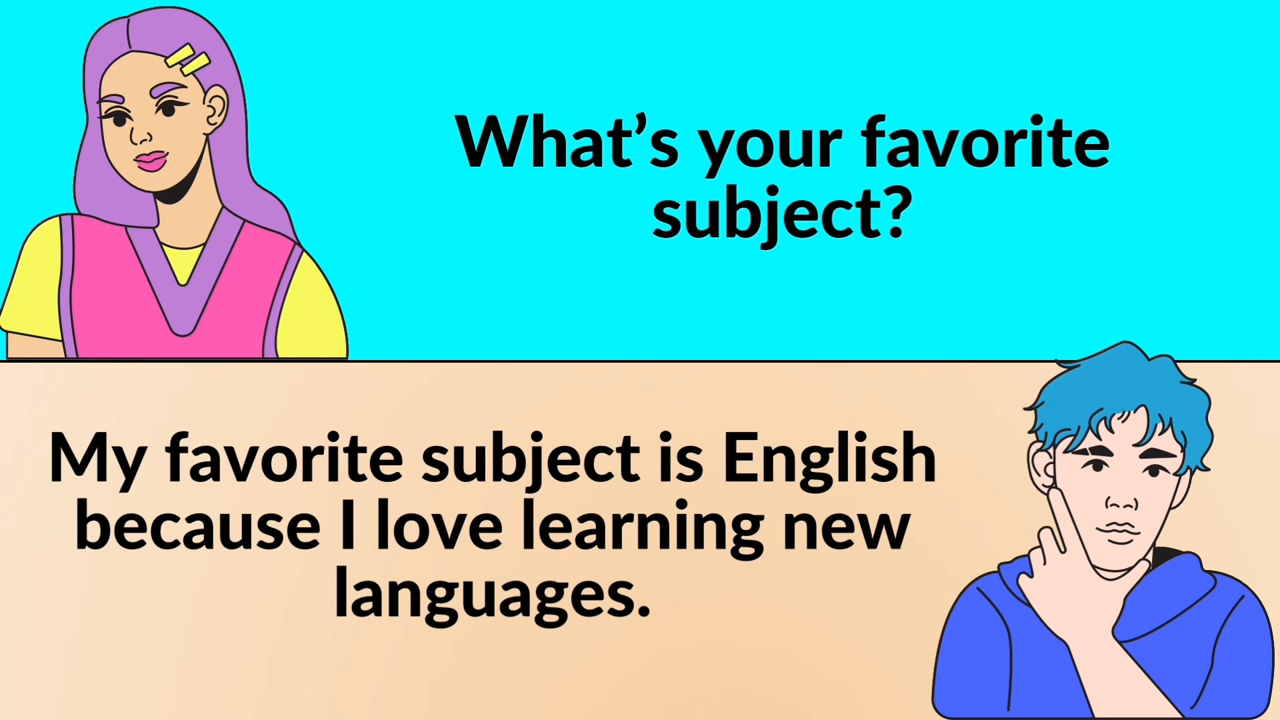 What’s your favorite
subject?
My favorite subject is English
because I love learning new
languages.